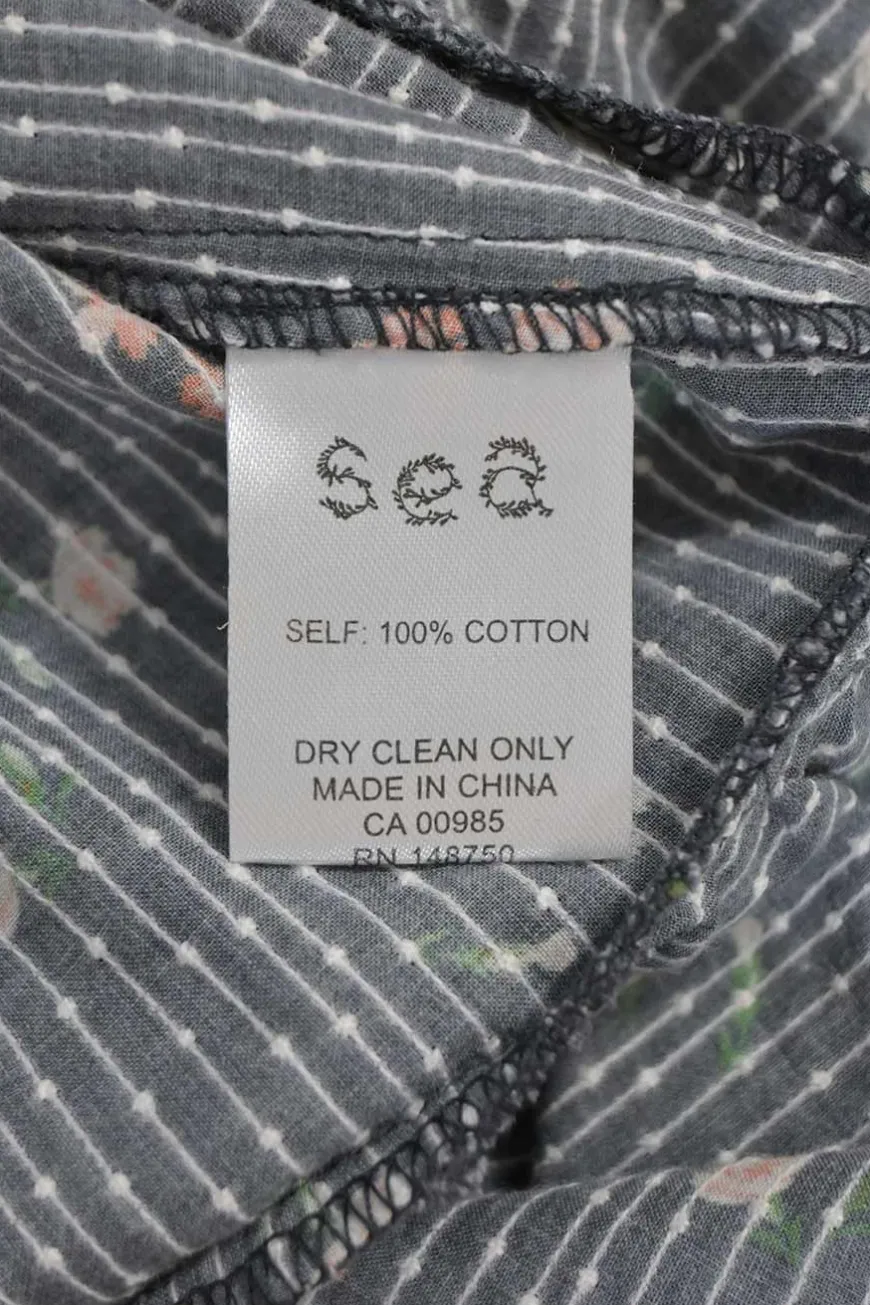 Sea
SELF: 100% COTTON
DRY CLEAN ONLY
MADE IN CHINA
CA 00985
RN 148750